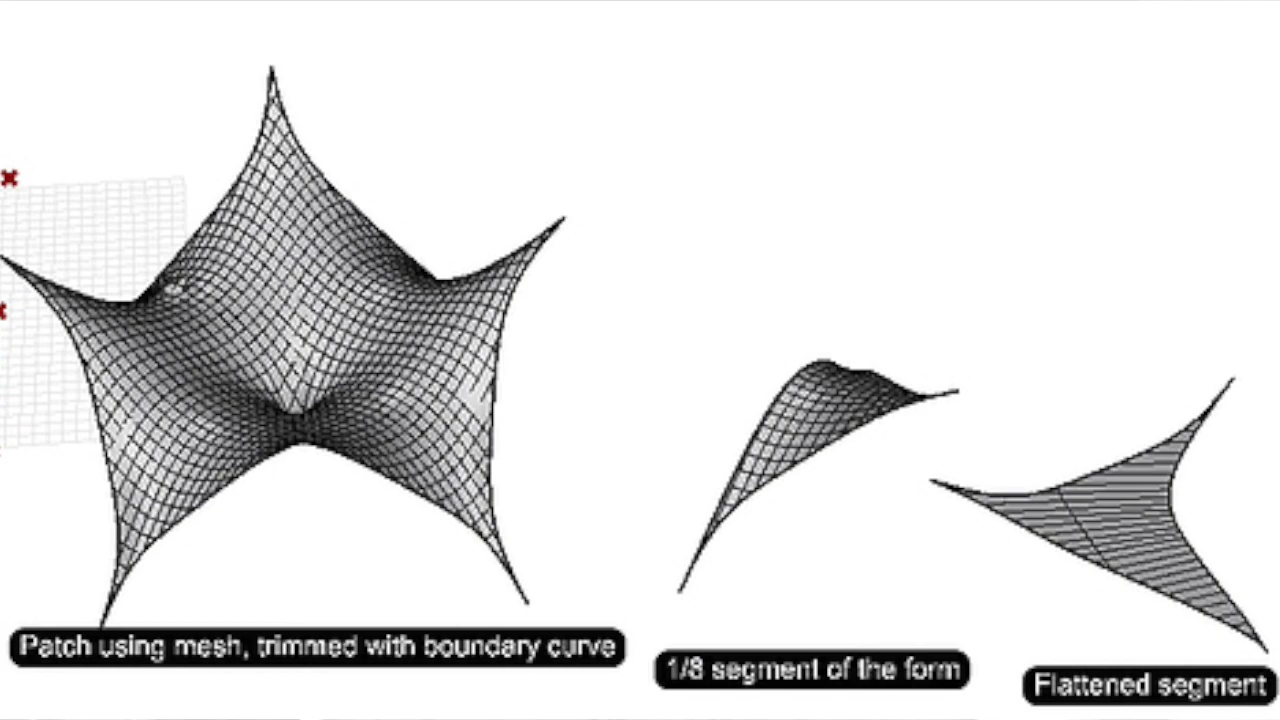 Patch using mesh, trimmed with boundary curve
1/8 segment of the form
Flattened segment